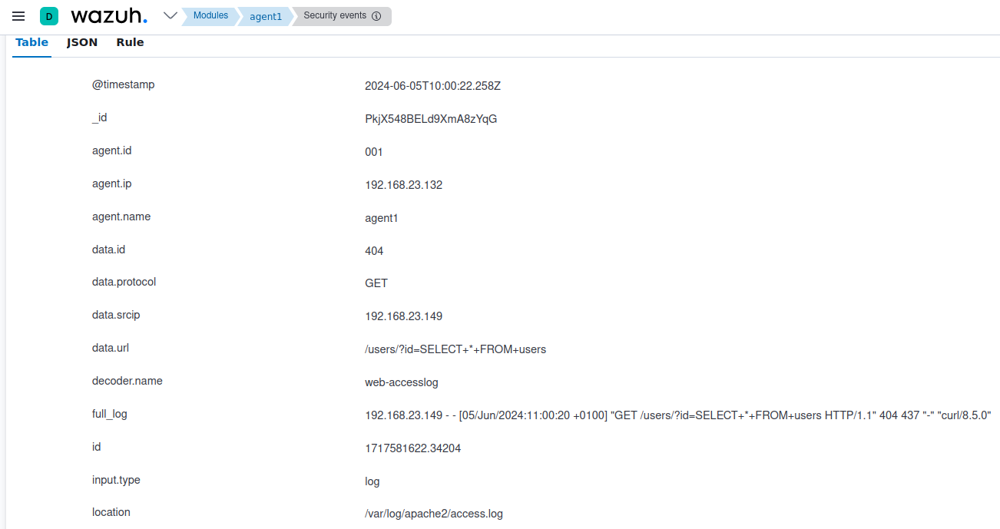 D wazuh. Modules agent1 Security events
Table JSON Rule
@timestamp 2024-06-05T10:00:22.258Z
_id PkjX548BELd9XmA8zYqG
agent.id 001
agent.ip 192.168.23.132
agent.name agent1
data.id 404
data.protocol GET
data.srcip 192.168.23.149
data.url /users/?id=SELECT+*+FROM+users
decoder.name web-accesslog
full_log 192.168.23.149 - - [05/Jun/2024:11:00:20 +0100] "GET /users/?id=SELECT+*+FROM+users HTTP/1.1" 404 437 "-" "curl/8.5.0"
id 1717581622.34204
input.type log
location /var/log/apache2/access.log